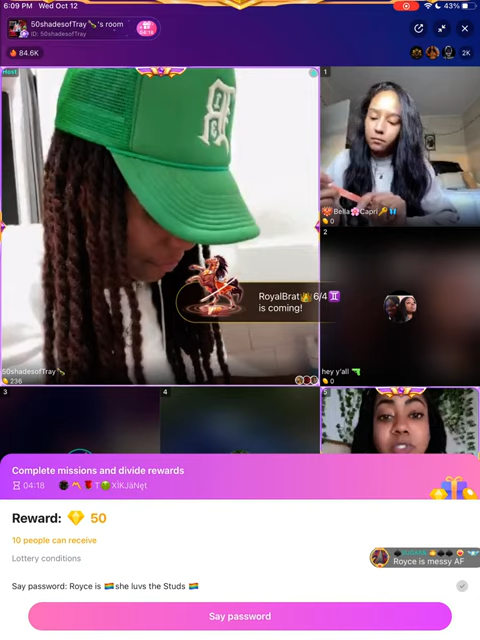 6:09 PM Wed Oct 12
43%
50shadesofTray🍾's room
ID: 50shadesofTray
04:18
🔥 84.6K
2K
Host
1
Bella🌸Capri🔑
0
2
RoyalBrat 6/4♊
is coming!
50shadesofTray🍾
236
hey y'all 🔫
0
3
4
5
Complete missions and divide rewards
04:18
Reward: 50
10 people can receive
Lottery conditions
Royce is messy AF
Say password: Royce is 🏳️‍🌈she luvs the Studs 🏳️‍🌈
Say password